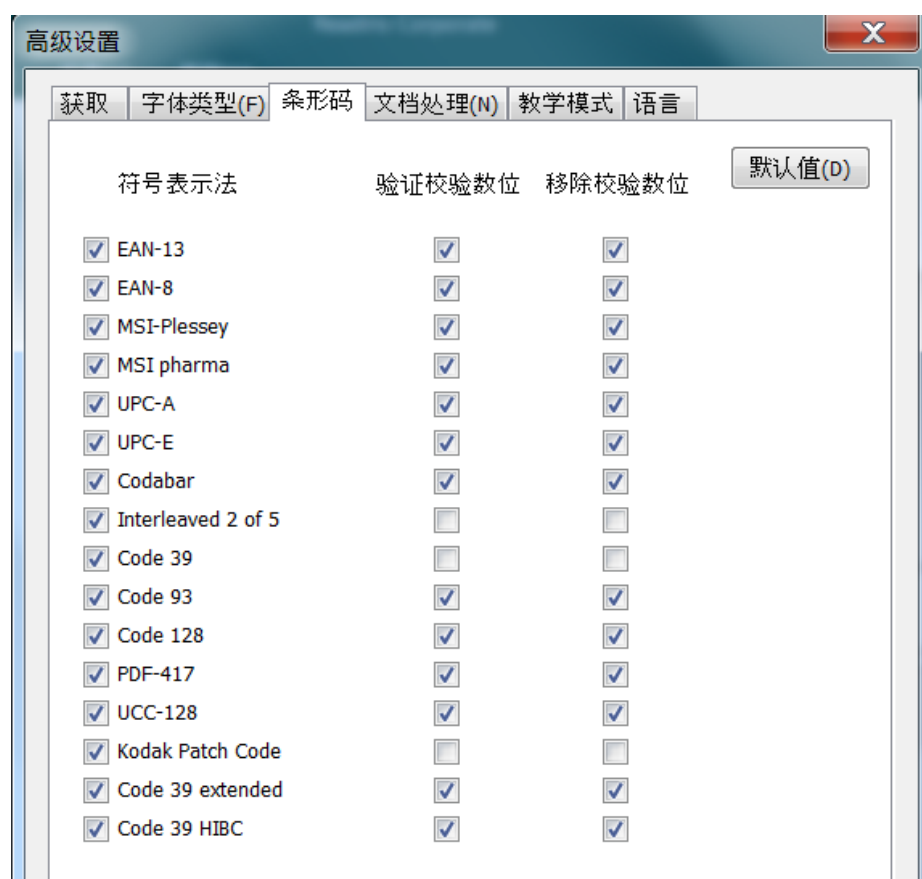 高级设置
获取 字体类型(F) 条形码 文档处理(N) 教学模式 语言
符号表示法 验证校验数位 移除校验数位 默认值(D)
EAN-13
EAN-8
MSI-Plessey
MSI pharma
UPC-A
UPC-E
Codabar
Interleaved 2 of 5
Code 39
Code 93
Code 128
PDF-417
UCC-128
Kodak Patch Code
Code 39 extended
Code 39 HIBC